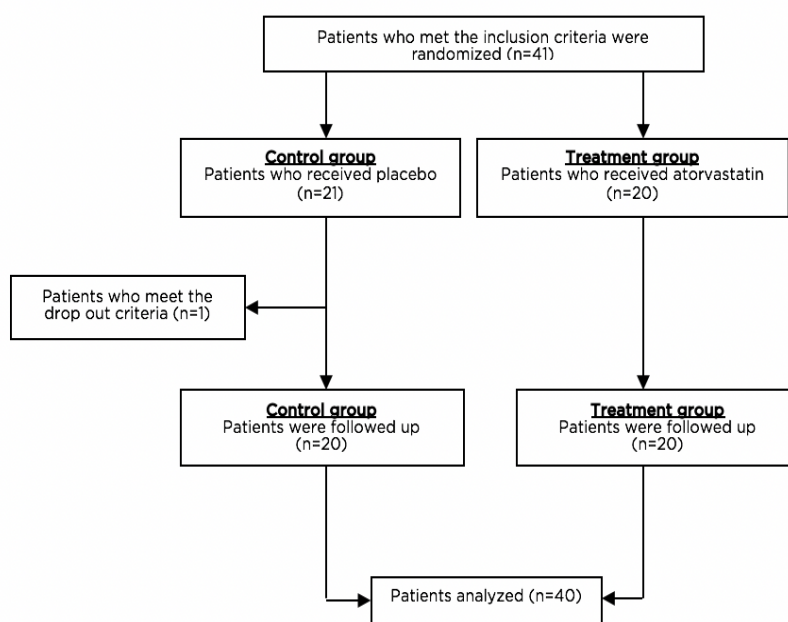 Patients who met the inclusion criteria were
randomized (n=41)
Control group
Patients who received placebo
(n=21)
Treatment group
Patients who received atorvastatin
(n=20)
Patients who meet the
drop out criteria (n=1)
Control group
Patients were followed up
(n=20)
Treatment group
Patients were followed up
(n=20)
Patients analyzed (n=40)